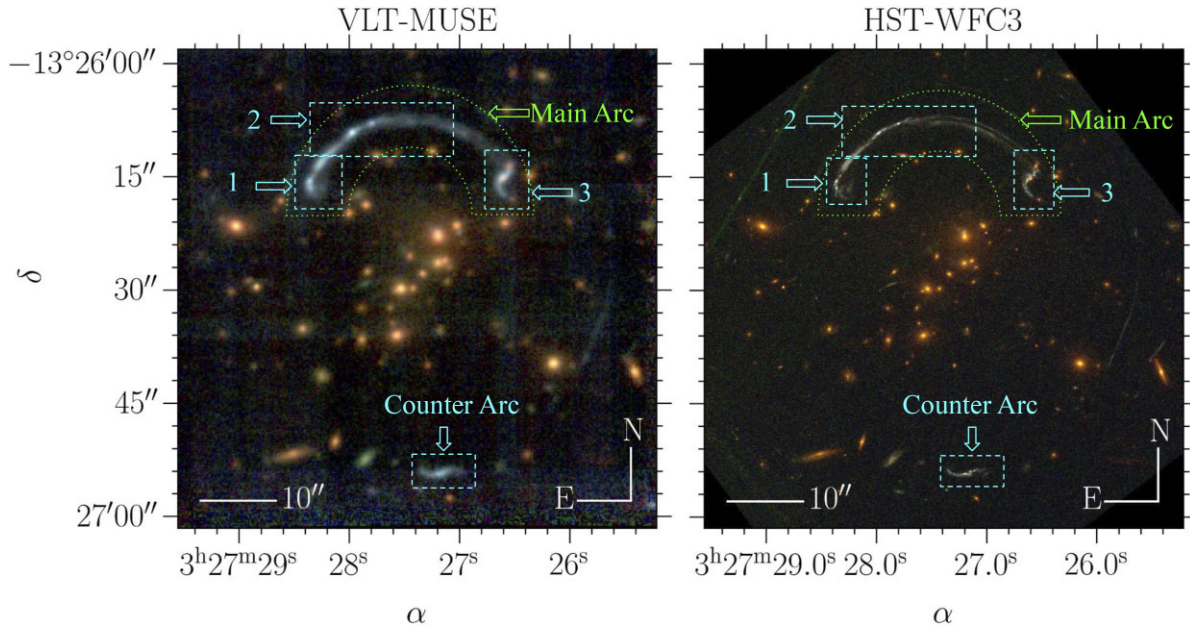 VLT-MUSE
HST-WFC3
−13°26′00″
15″
30″
45″
27′00″
δ
2
Main Arc
1
3
Counter Arc
10″
N
E
2
Main Arc
1
3
Counter Arc
10″
N
E
3ʰ27ᵐ29ˢ
28ˢ
27ˢ
26ˢ
3ʰ27ᵐ29.0ˢ
28.0ˢ
27.0ˢ
26.0ˢ
α
α